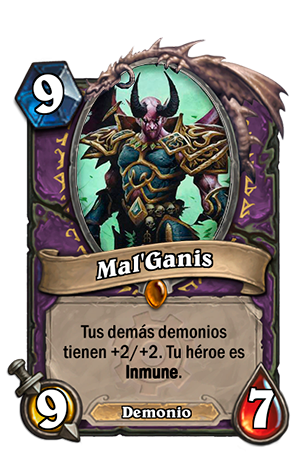 9
Mal'Ganis
Tus demás demonios
tienen +2/+2. Tu héroe es
Inmune.
9
Demonio
7